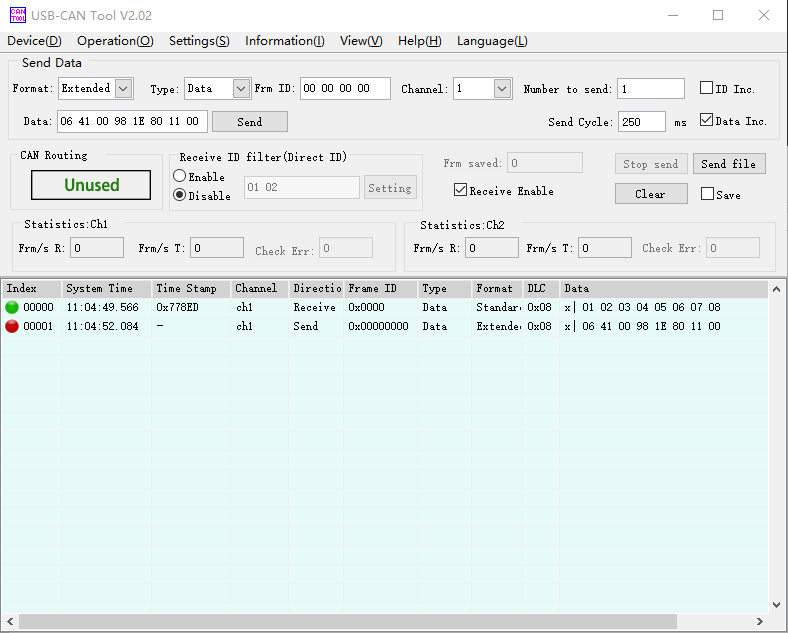 CAN TOOL USB-CAN Tool V2.02
Device(D) Operation(O) Settings(S) Information(I) View(V) Help(H) Language(L)
Send Data
Format: Extended Type: Data Frm ID: 00 00 00 00 Channel: 1 Number to send: 1 ID Inc.
Data: 06 41 00 98 1E 80 11 00 Send Send Cycle: 250 ms Data Inc.
CAN Routing
Unused
Receive ID filter(Direct ID)
Enable
Disable
01 02 Setting
Frm saved: 0 Stop send Send file
Receive Enable Clear Save
Statistics:Ch1
Frm/s R: 0 Frm/s T: 0 Check Err: 0
Statistics:Ch2
Frm/s R: 0 Frm/s T: 0 Check Err: 0
Index System Time Time Stamp Channel Directio Frame ID Type Format DLC Data
00000 11:04:49.566 0x778ED ch1 Receive 0x0000 Data Standar 0x08 x| 01 02 03 04 05 06 07 08
00001 11:04:52.084 - ch1 Send 0x00000000 Data Extende 0x08 x| 06 41 00 98 1E 80 11 00